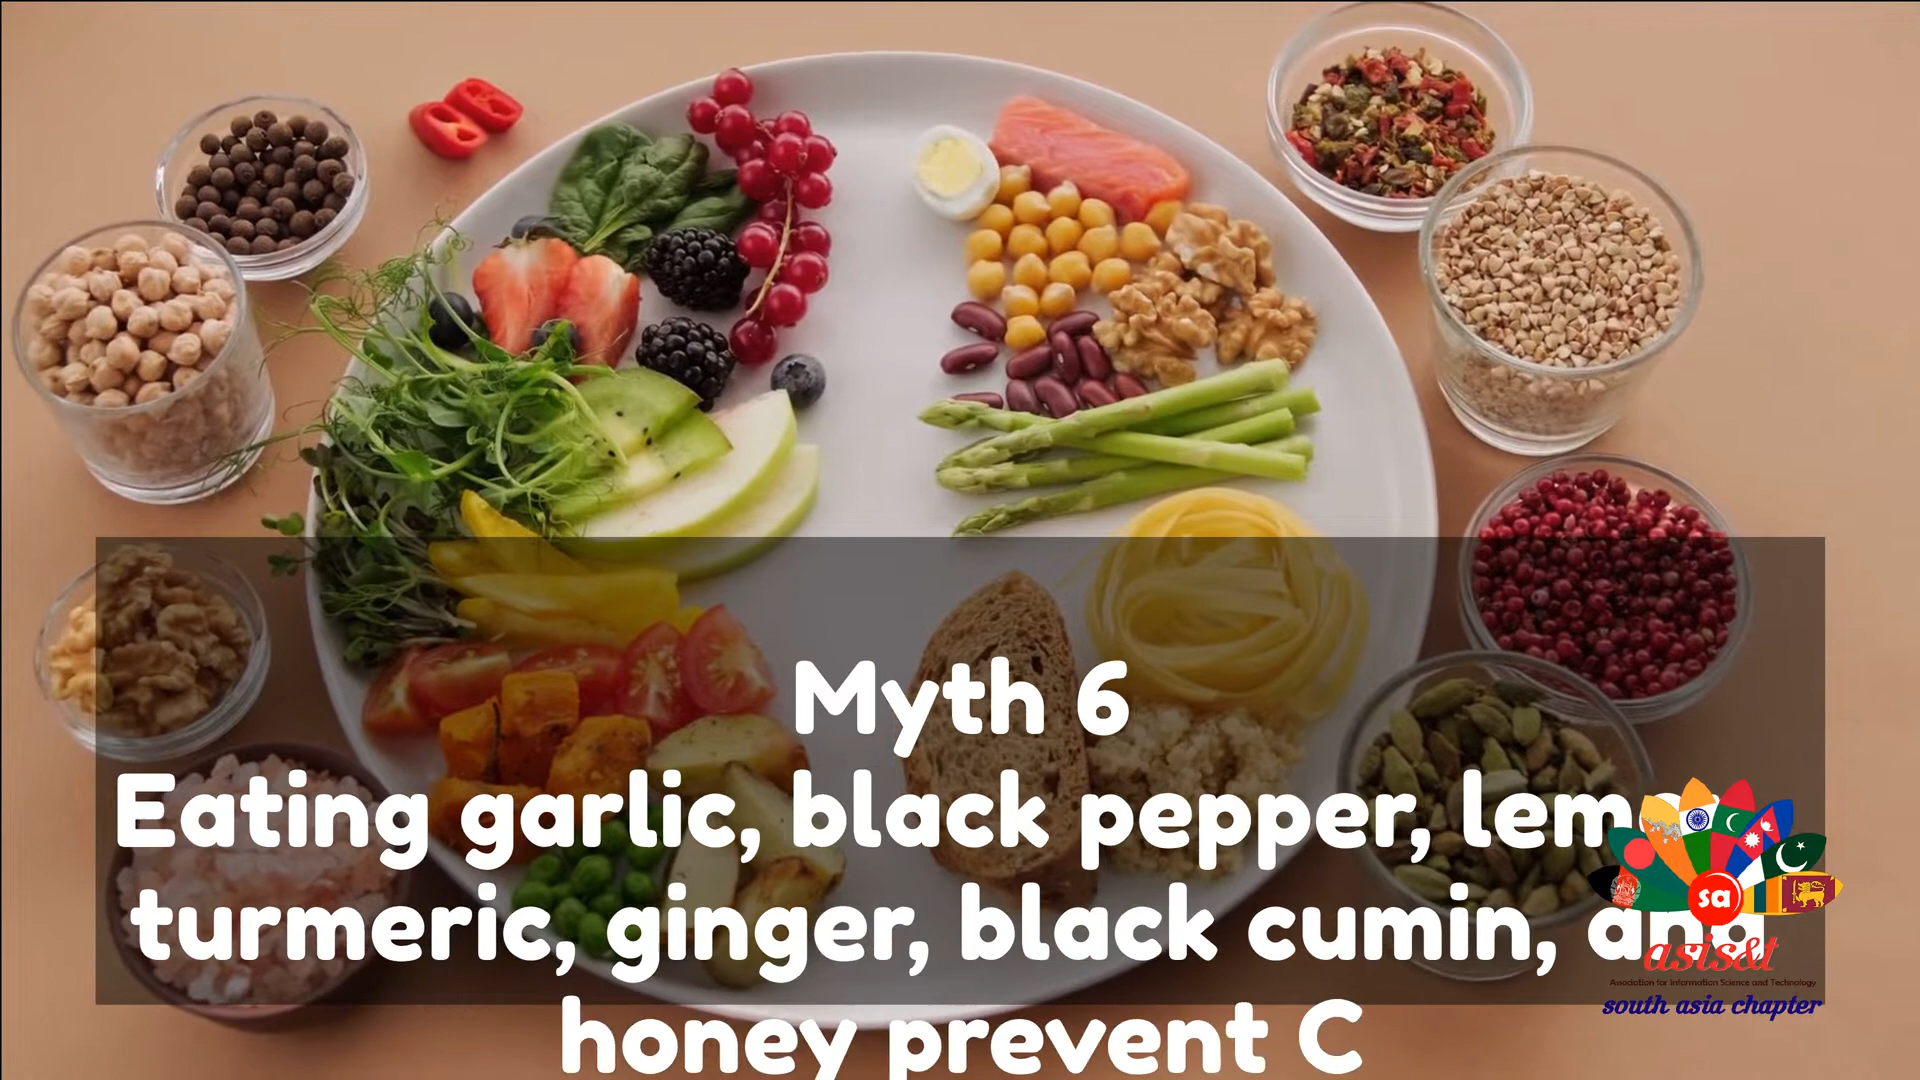 Myth 6
Eating garlic, black pepper,
turmeric, ginger, black cumin, and
honey prevent C
sa
asis&t
Association for Information Science and Technology
south asia chapter